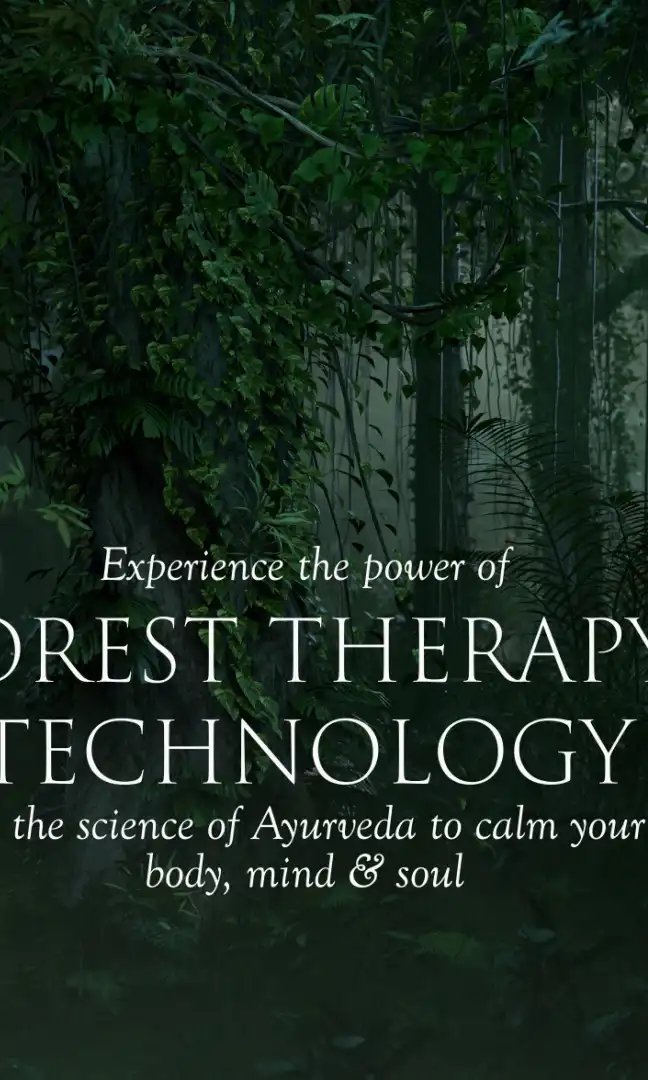 Experience the power of
OREST THERAPY
TECHNOLOGY
the science of Ayurveda to calm your
body, mind & soul